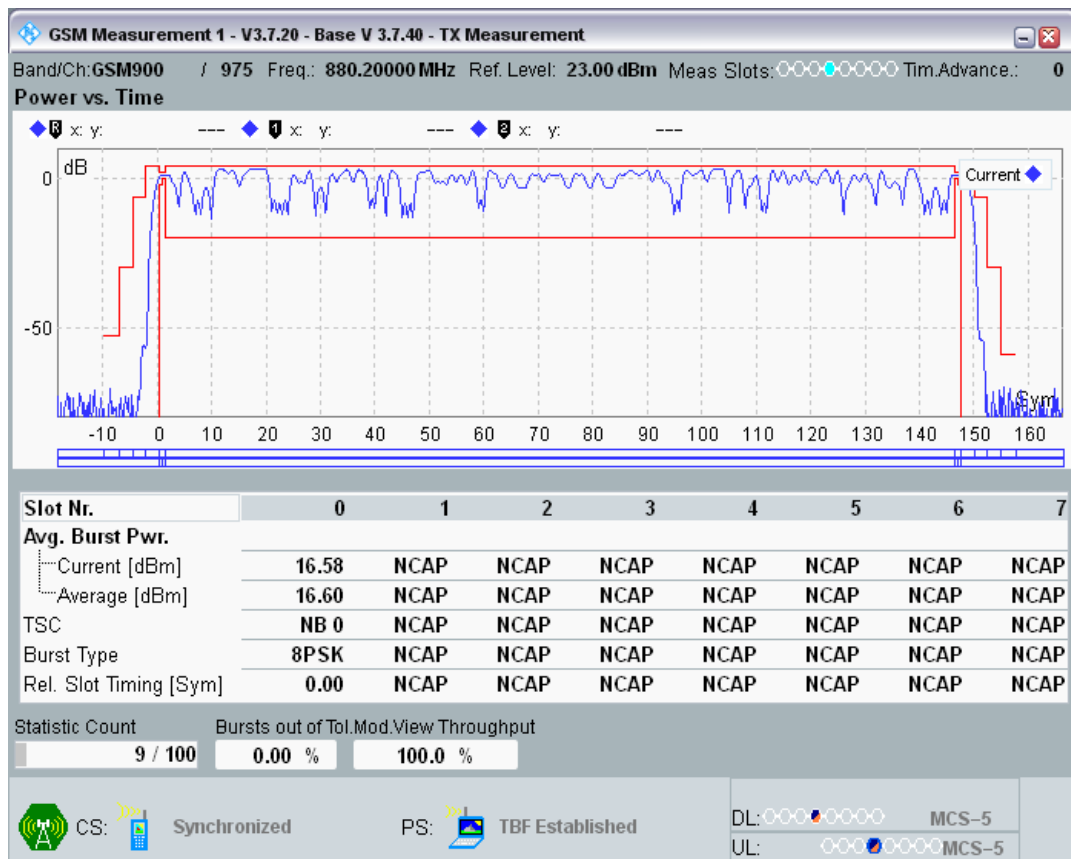 GSM Measurement 1 - V3.7.20 - Base V 3.7.40 - TX Measurement
Band/Ch:GSM900 / 975 Freq.: 880.20000 MHz Ref. Level: 23.00 dBm Meas Slots: Tim.Advance.: 0
Power vs. Time
R x: y: --- 1 x: y: --- 2 x: y: ---
dB
0
Current
-50
Sym
-10 0 10 20 30 40 50 60 70 80 90 100 110 120 130 140 150 160
Slot Nr. 0 1 2 3 4 5 6 7
Avg. Burst Pwr.
Current [dBm] 16.58 NCAP NCAP NCAP NCAP NCAP NCAP NCAP
Average [dBm] 16.60 NCAP NCAP NCAP NCAP NCAP NCAP NCAP
TSC NB 0 NCAP NCAP NCAP NCAP NCAP NCAP NCAP
Burst Type 8PSK NCAP NCAP NCAP NCAP NCAP NCAP NCAP
Rel. Slot Timing [Sym] 0.00 NCAP NCAP NCAP NCAP NCAP NCAP NCAP
Statistic Count Bursts out of Tol. Mod.View Throughput
9 / 100 0.00 % 100.0 %
CS: Synchronized PS: TBF Established DL: MCS-5
UL: MCS-5